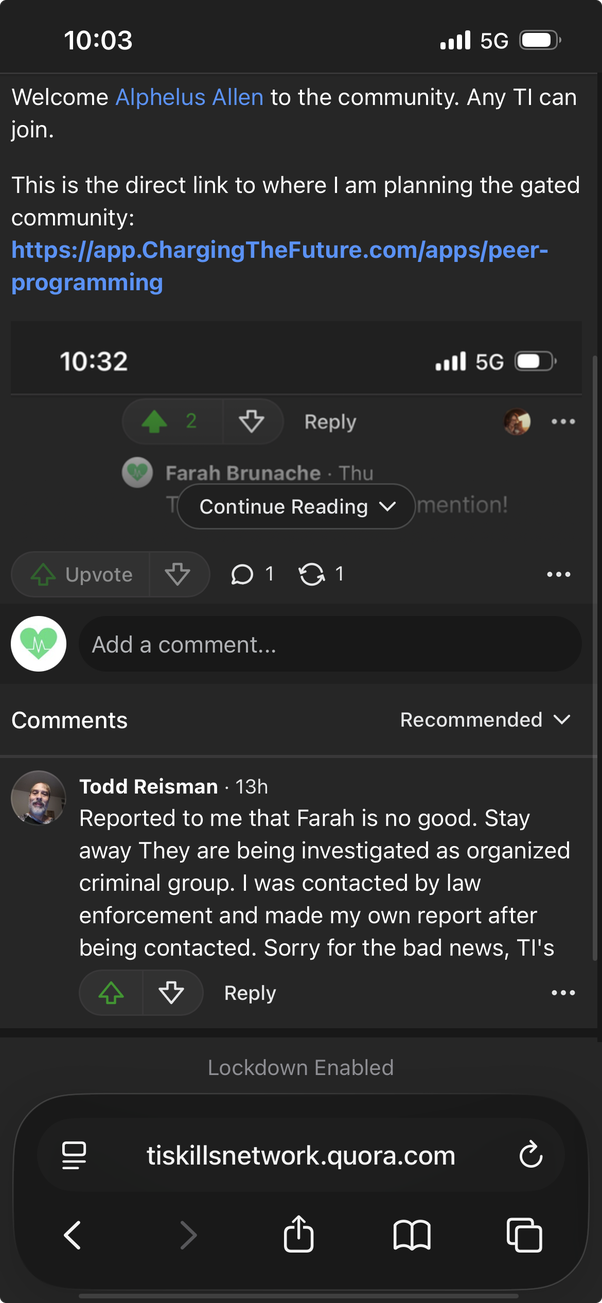 10:03
5G
Welcome Alphelus Allen to the community. Any TI can
join.
This is the direct link to where I am planning the gated
community:
https://app.ChargingTheFuture.com/apps/peer-
programming
10:32
5G
2
Reply
Farah Brunache · Thu
Continue Reading
mention!
Upvote
1
1
Add a comment...
Comments
Recommended
Todd Reisman · 13h
Reported to me that Farah is no good. Stay
away They are being investigated as organized
criminal group. I was contacted by law
enforcement and made my own report after
being contacted. Sorry for the bad news, TI's
Reply
Lockdown Enabled
tiskillsnetwork.quora.com